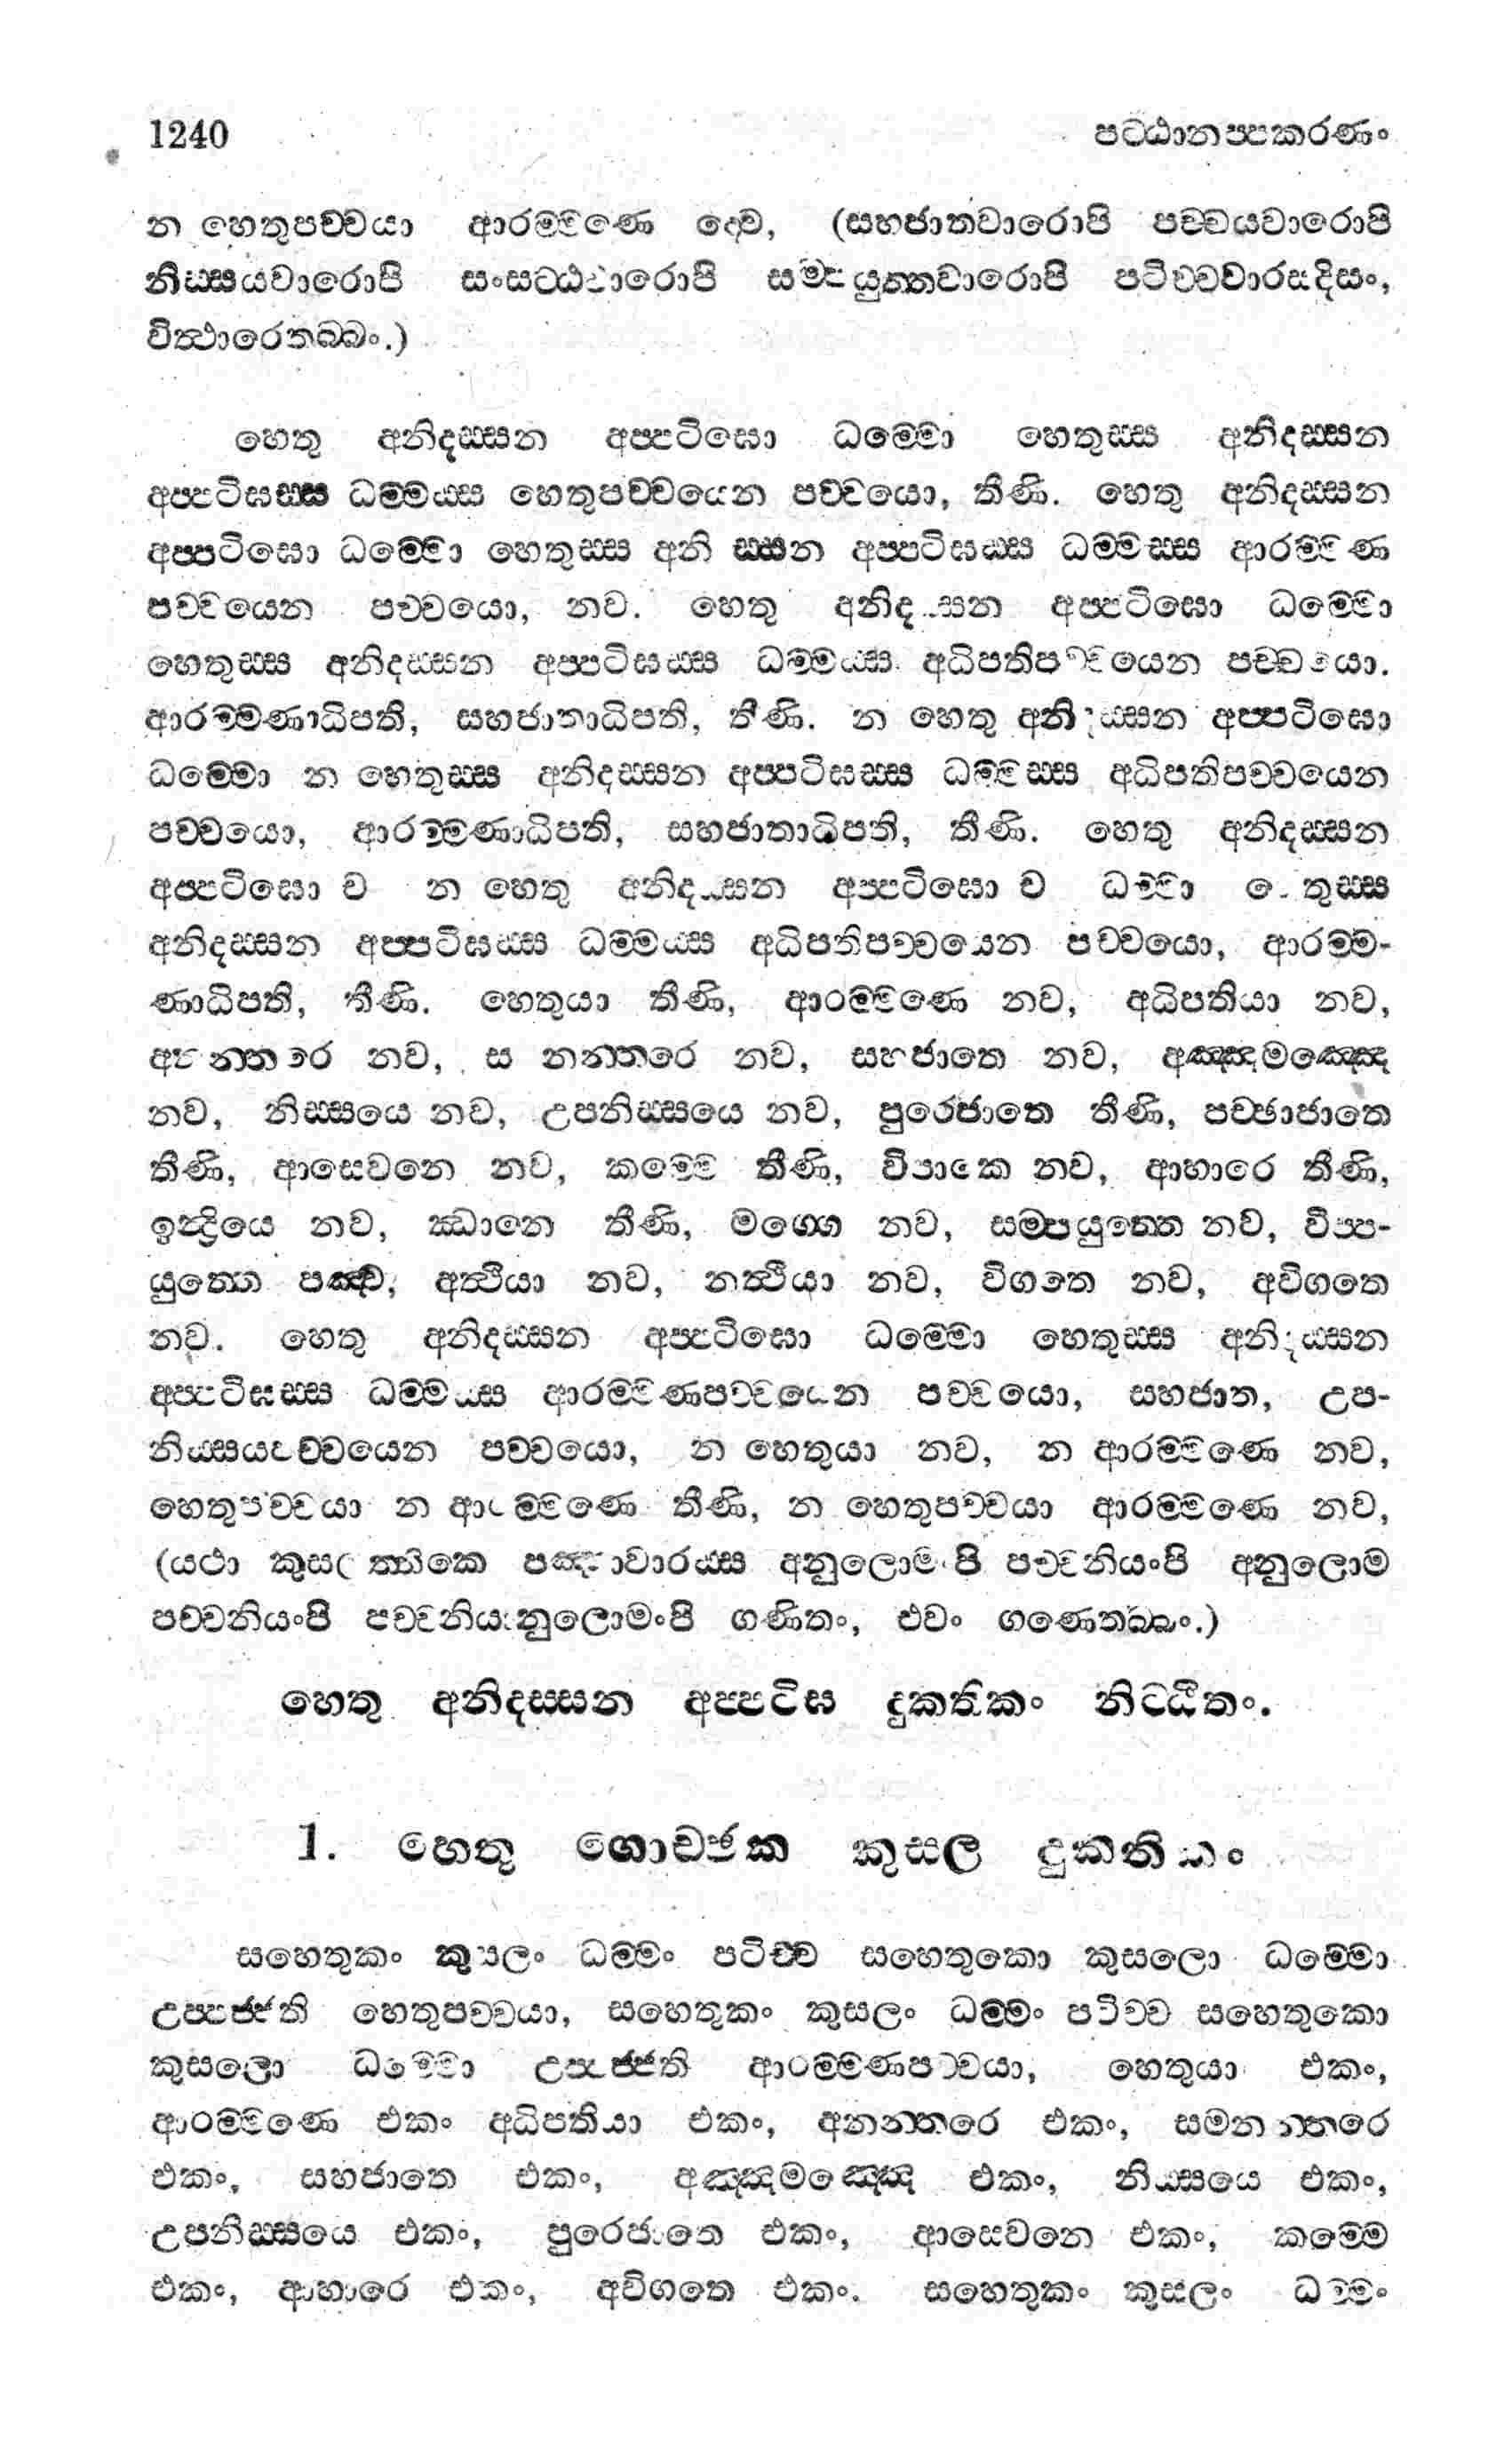 1240 පට්ඨානප්පකරණං
න හෙතුපච්චයා ආරම්මණෙ ද්වෙ, (සහජාතවාරොපි පච්චයවාරොපි
නිස්සයවාරොපි සංසට්ඨවාරොපි සම්පයුත්තවාරොපි පටිච්චවාරසදිසං,
විත්ථාරෙතබ්බං.)
හෙතු අනිදස්සන අප්පටිඝො ධම්මො හෙතුස්ස අනිදස්සන
අප්පටිඝස්ස ධම්මස්ස හෙතුපච්චයෙන පච්චයො, තීණි. හෙතු අනිදස්සන
අප්පටිඝො ධම්මො හෙතුස්ස අනි ස්සන අප්පටිඝස්ස ධම්මස්ස ආරම්මණ
පච්චයෙන පච්චයො, නව. හෙතු අනිදස්සන අප්පටිඝො ධම්මො
හෙතුස්ස අනිදස්සන අප්පටිඝස්ස ධම්මස්ස අධිපතිපච්චයෙන පච්චයො.
ආරම්මණාධිපති, සහජාතාධිපති, තීණි. න හෙතු අනිදස්සන අප්පටිඝො
ධම්මො න හෙතුස්ස අනිදස්සන අප්පටිඝස්ස ධම්මස්ස අධිපතිපච්චයෙන
පච්චයො, ආරම්මණාධිපති, සහජාතාධිපති, තීණි. හෙතු අනිදස්සන
අප්පටිඝො ච න හෙතු අනිදස්සන අප්පටිඝො ච ධම්මා හෙතුස්ස
අනිදස්සන අප්පටිඝස්ස ධම්මස්ස අධිපතිපච්චයෙන පච්චයො, ආරම්ම-
ණාධිපති, තීණි. හෙතුයා තීණි, ආරම්මණෙ නව, අධිපතියා නව,
අනන්තරෙ නව, සමනන්තරෙ නව, සහජාතෙ නව, අඤ්ඤමඤ්ඤෙ
නව, නිස්සයෙ නව, උපනිස්සයෙ නව, පුරෙජාතෙ තීණි, පච්ඡාජාතෙ
තීණි, ආසෙවනෙ නව, කම්මෙ තීණි, විපාකෙ නව, ආහාරෙ තීණි,
ඉන්ද්‍රියෙ නව, ඣානෙ තීණි, මග්ගෙ නව, සම්පයුත්තෙ නව, විප්ප-
යුත්තෙ පඤ්ච, අත්ථියා නව, නත්ථියා නව, විගතෙ නව, අවිගතෙ
නව. හෙතු අනිදස්සන අප්පටිඝො ධම්මො හෙතුස්ස අනිදස්සන
අප්පටිඝස්ස ධම්මස්ස ආරම්මණපච්චයෙන පච්චයො, සහජාත, උප-
නිස්සයපච්චයෙන පච්චයො, න හෙතුයා නව, න ආරම්මණෙ නව,
හෙතුපච්චයා න ආරම්මණෙ තීණි, න හෙතුපච්චයා ආරම්මණෙ නව,
(යථා කුසලත්තිකෙ පඤ්හාවාරස්ස අනුලොමංපි පච්චනියංපි අනුලොම
පච්චනියංපි පච්චනියානුලොමංපි ගණිතං, එවං ගණෙතබ්බං.)
හෙතු අනිදස්සන අප්පටිඝ දුකතිකං නිට්ඨිතං.
1. හෙතු ගොච්ඡක කුසල දුකතිකං
සහෙතුකං කුසලං ධම්මං පටිච්ච සහෙතුකො කුසලො ධම්මො
උප්පජ්ජති හෙතුපච්චයා, සහෙතුකං කුසලං ධම්මං පටිච්ච සහෙතුකො
කුසලො ධම්මො උප්පජ්ජති ආරම්මණපච්චයා, හෙතුයා එකං,
ආරම්මණෙ එකං අධිපතියා එකං, අනන්තරෙ එකං, සමනන්තරෙ
එකං, සහජාතෙ එකං, අඤ්ඤමඤ්ඤෙ එකං, නිස්සයෙ එකං,
උපනිස්සයෙ එකං, පුරෙජාතෙ එකං, ආසෙවනෙ එකං, කම්මෙ
එකං, ආහාරෙ එකං, අවිගතෙ එකං. සහෙතුකං කුසලං ධම්මං